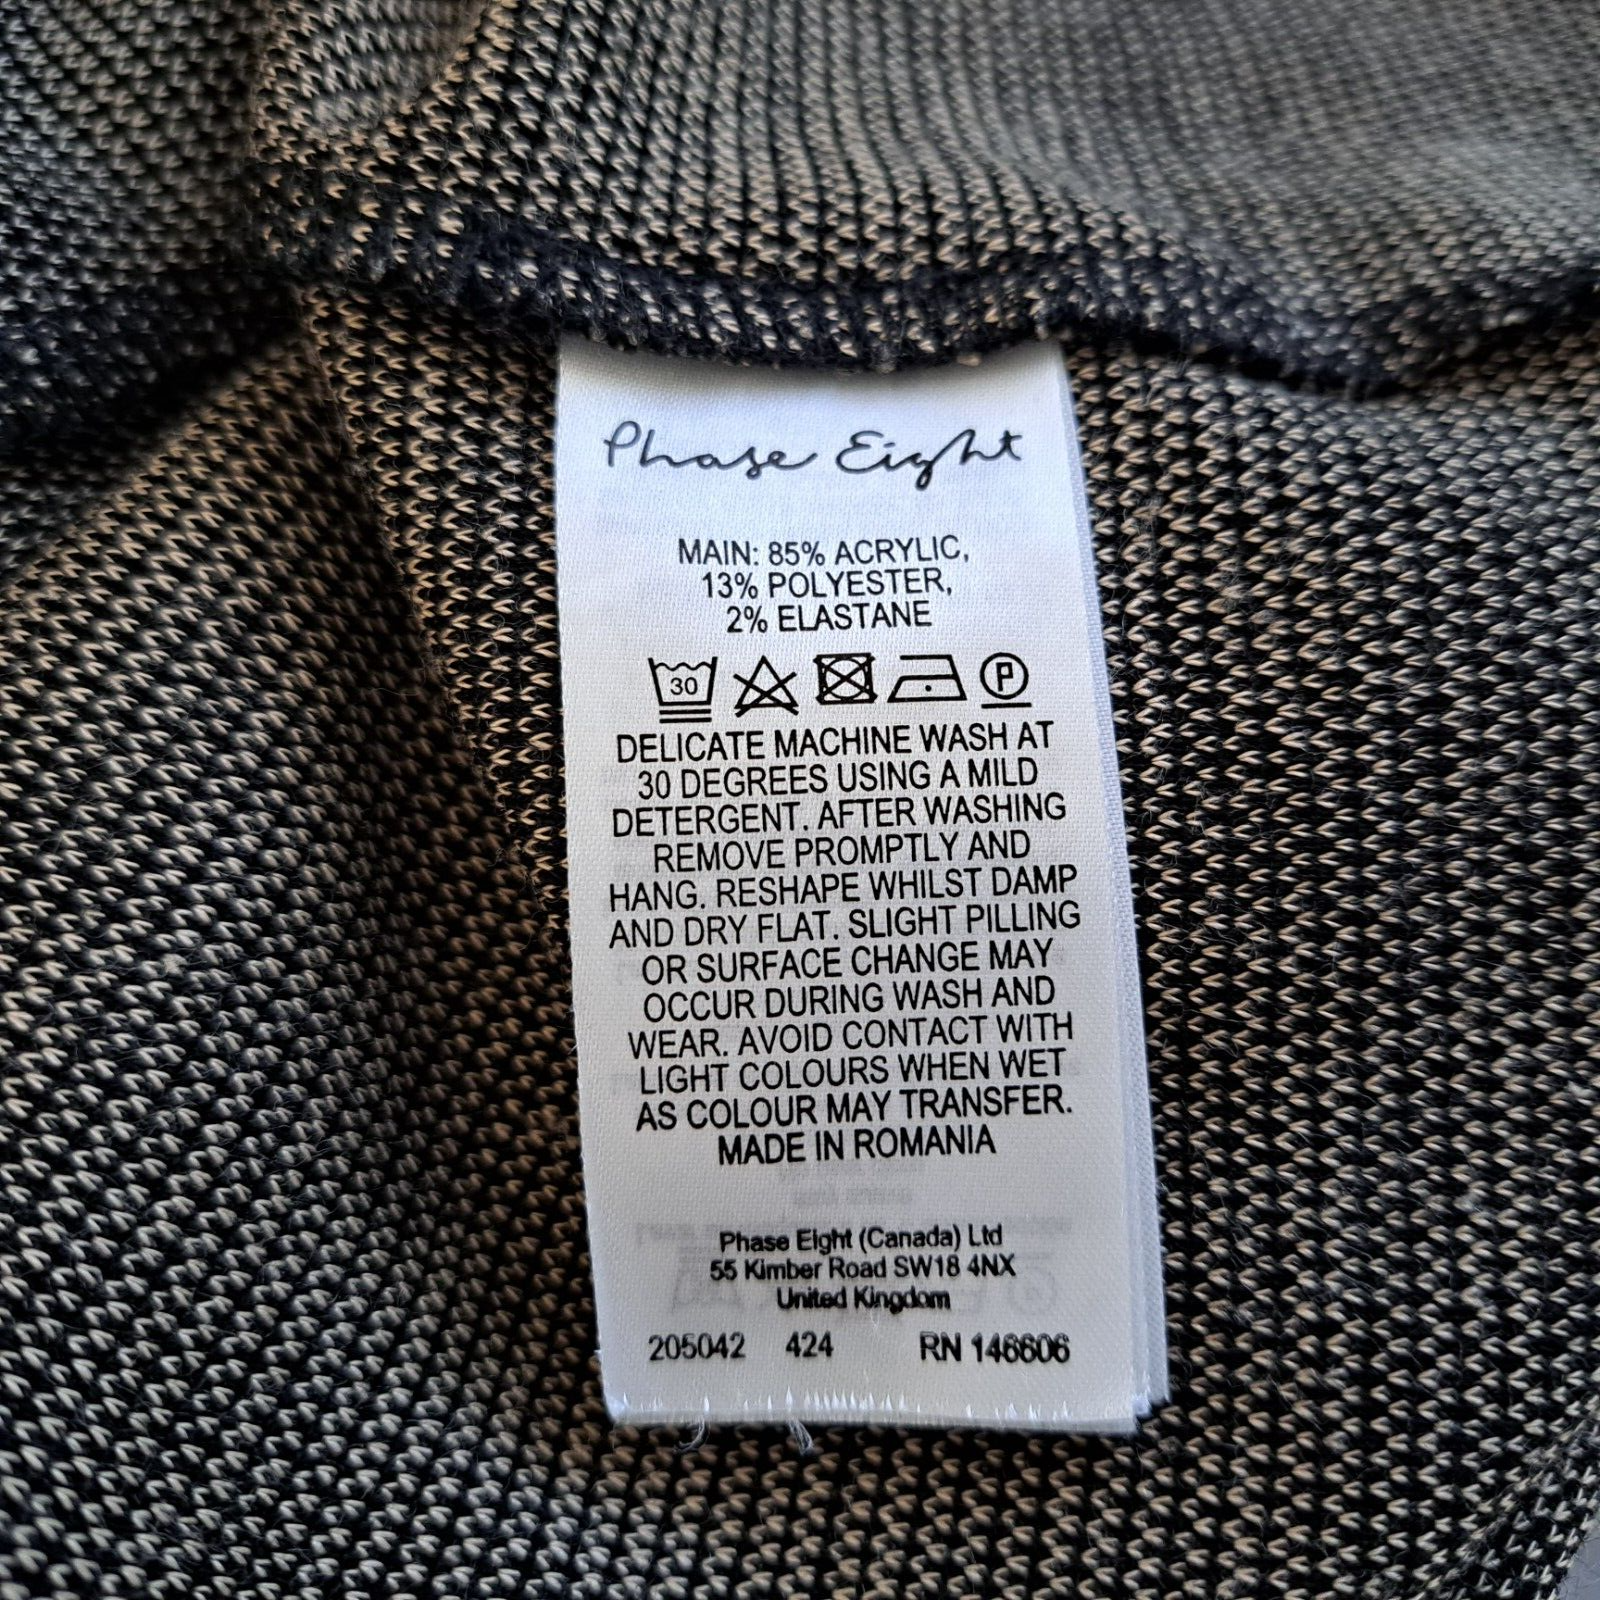 Phase Eight
MAIN: 85% ACRYLIC,
13% POLYESTER,
2% ELASTANE
30
P
DELICATE MACHINE WASH AT
30 DEGREES USING A MILD
DETERGENT. AFTER WASHING
REMOVE PROMPTLY AND
HANG. RESHAPE WHILST DAMP
AND DRY FLAT. SLIGHT PILLING
OR SURFACE CHANGE MAY
OCCUR DURING WASH AND
WEAR. AVOID CONTACT WITH
LIGHT COLOURS WHEN WET
AS COLOUR MAY TRANSFER.
MADE IN ROMANIA
Phase Eight (Canada) Ltd
55 Kimber Road SW18 4NX
United Kingdom
205042 424 RN 146606